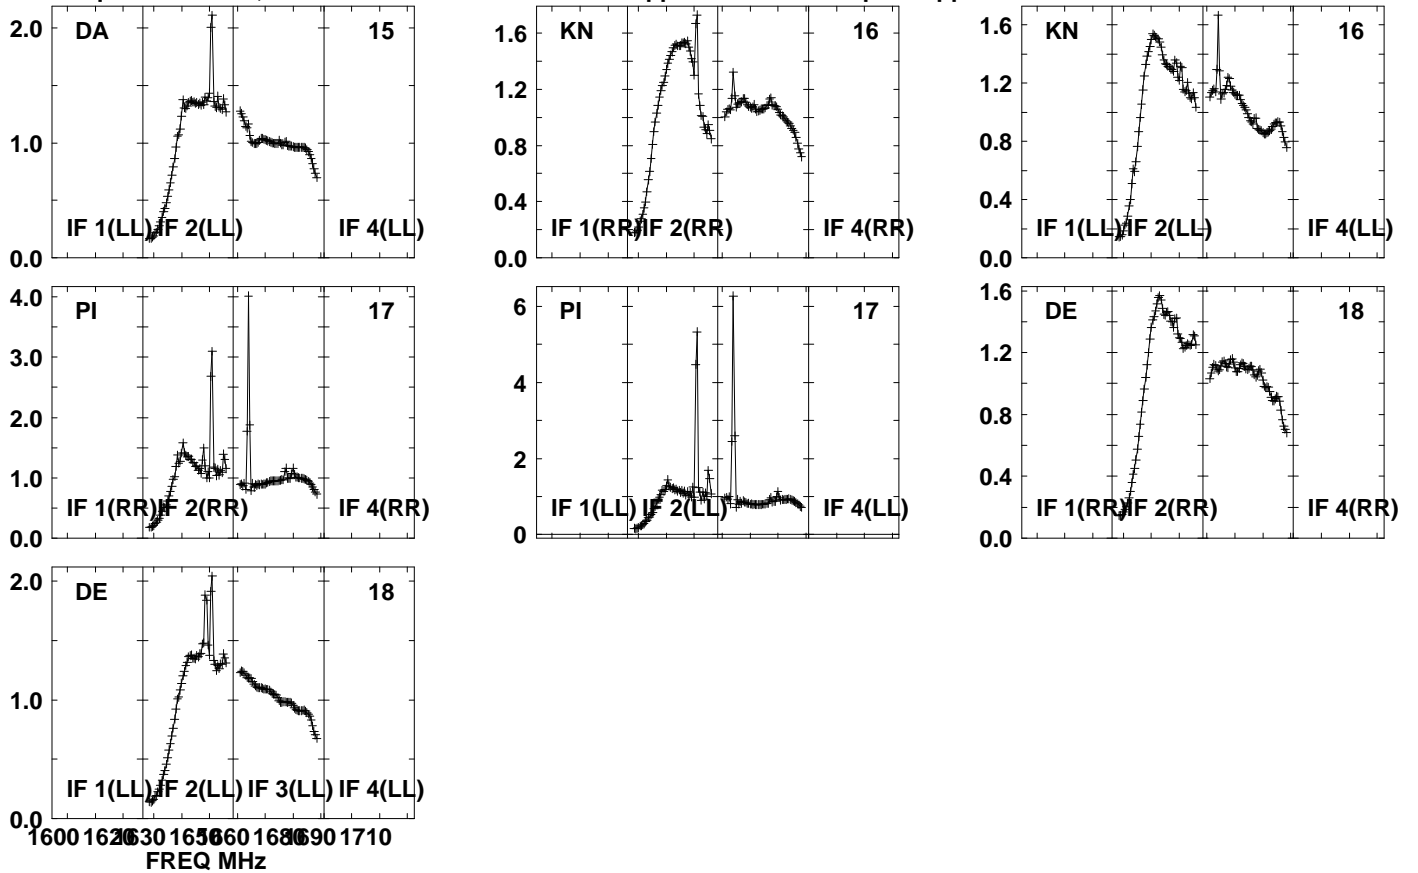 DA 15
2.0
1.0
0.0
IF 1(LL) IF 2(LL) IF 4(LL)
KN 16
1.6
1.2
0.8
0.4
0.0
IF 1(RR) IF 2(RR) IF 4(RR)
KN 16
1.6
1.2
0.8
0.4
0.0
IF 1(LL) IF 2(LL) IF 4(LL)
PI 17
4.0
3.0
2.0
1.0
0.0
IF 1(RR) IF 2(RR) IF 4(RR)
PI 17
6
4
2
0
IF 1(LL) IF 2(LL) IF 4(LL)
DE 18
1.6
1.2
0.8
0.4
0.0
IF 1(RR) IF 2(RR) IF 4(RR)
DE 18
2.0
1.0
0.0
IF 1(LL) IF 2(LL) IF 3(LL) IF 4(LL)
1600 1620 1630 1650 1660 1680 1690 1710
FREQ MHz